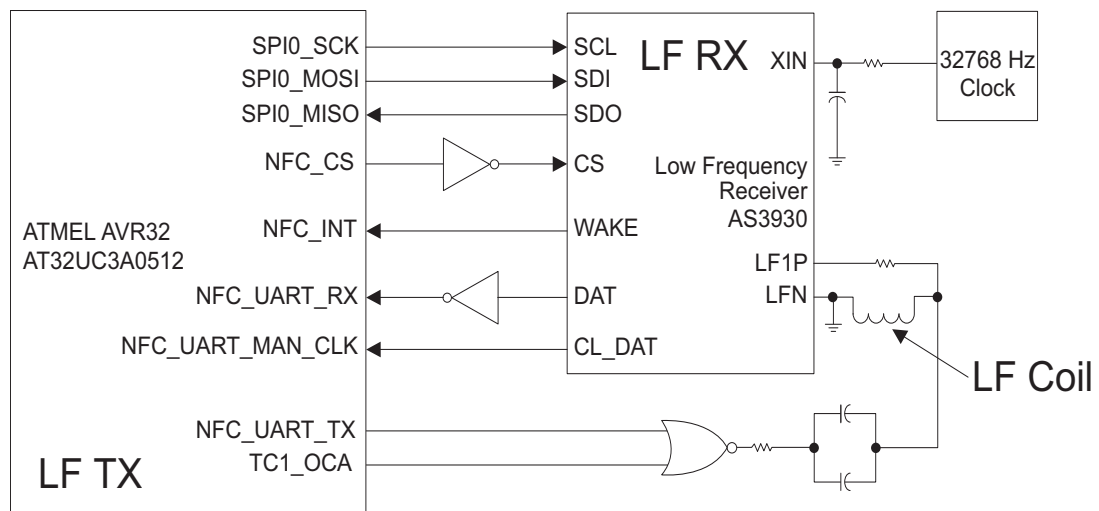 SPI0_SCK
SPI0_MOSI
SPI0_MISO
NFC_CS
NFC_INT
ATMEL AVR32
AT32UC3A0512
NFC_UART_RX
NFC_UART_MAN_CLK
NFC_UART_TX
TC1_OCA
LF TX
SCL
SDI
SDO
CS
WAKE
DAT
CL_DAT
LF RX
XIN
Low Frequency
Receiver
AS3930
LF1P
LFN
32768 Hz
Clock
LF Coil